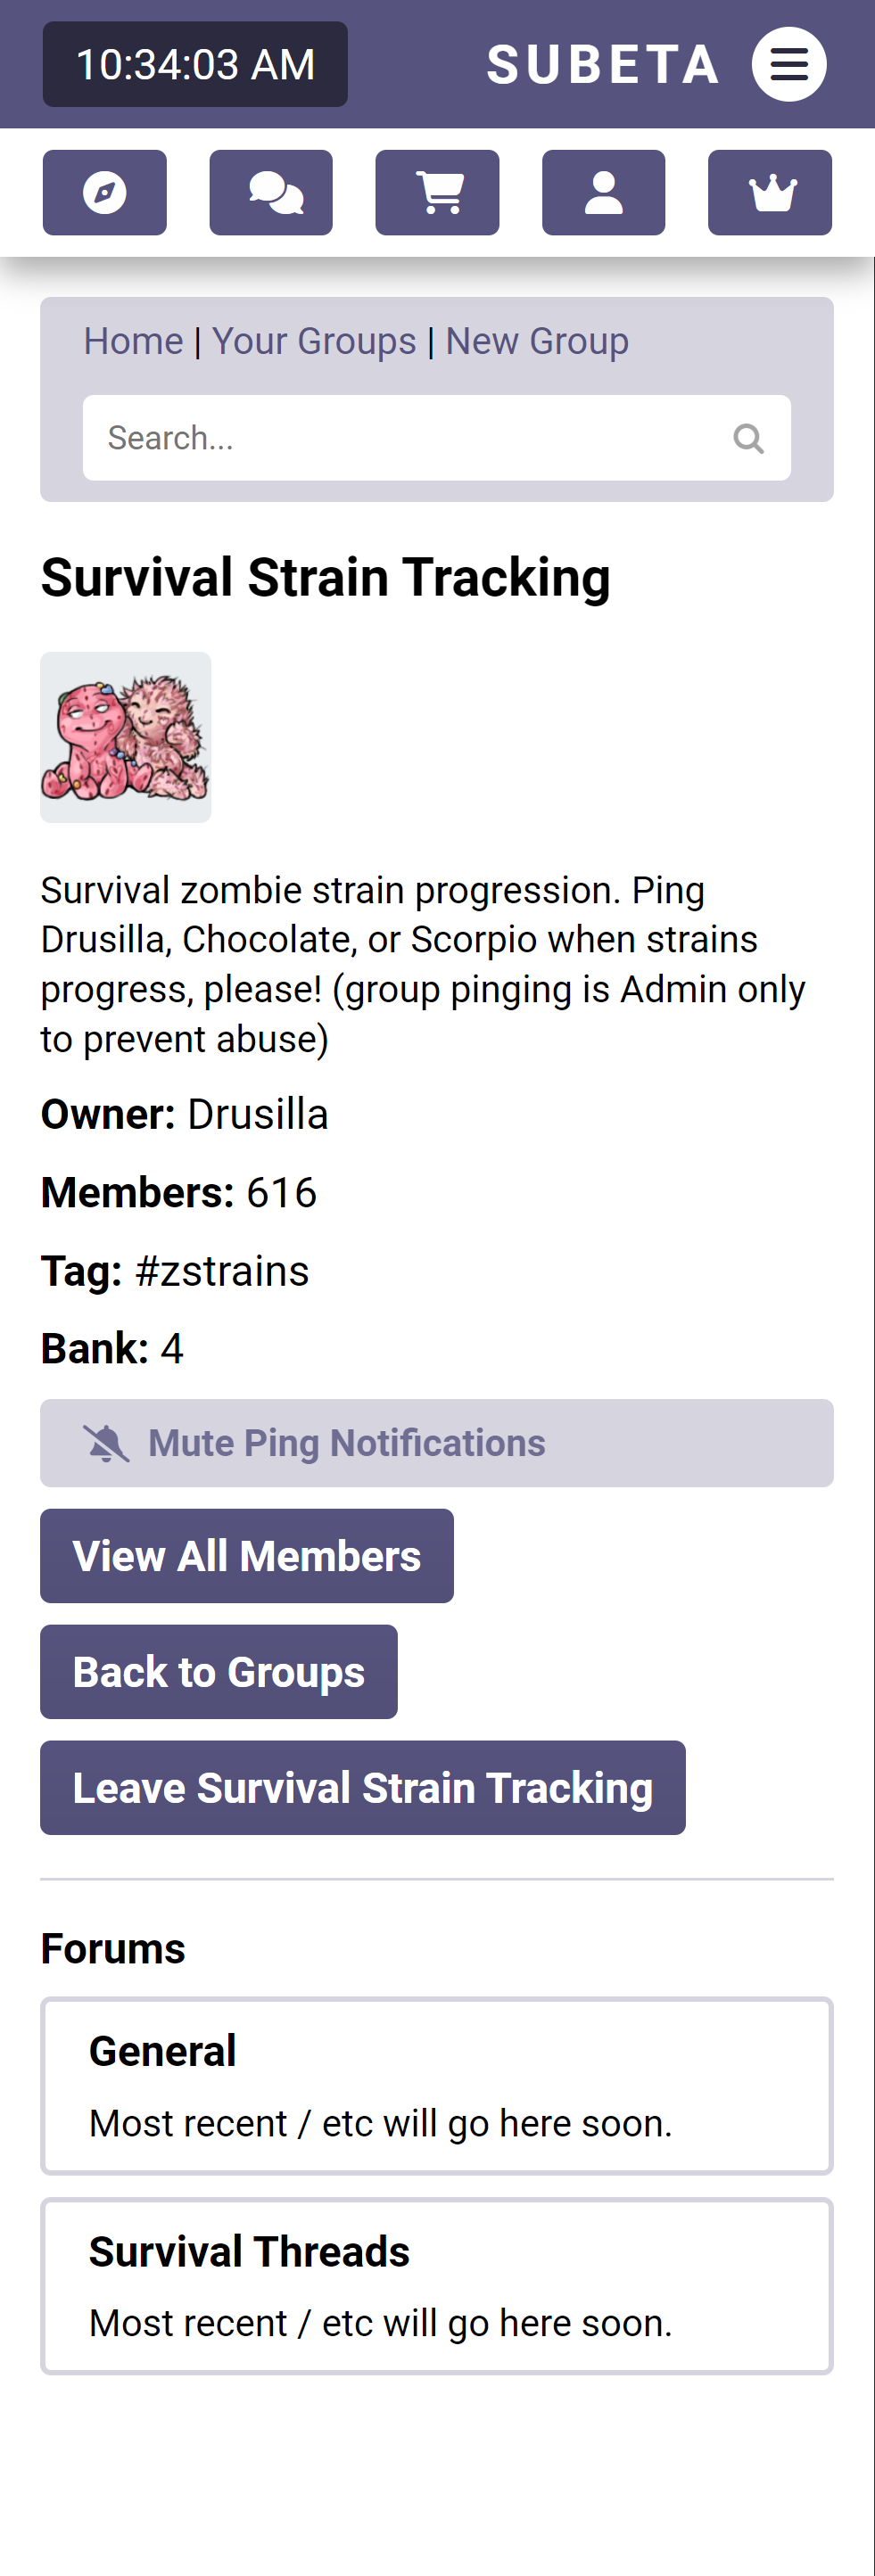 10:34:03 AM
SUBETA
Home | Your Groups | New Group
Search...
Survival Strain Tracking
Survival zombie strain progression. Ping
Drusilla, Chocolate, or Scorpio when strains
progress, please! (group pinging is Admin only
to prevent abuse)
Owner: Drusilla
Members: 616
Tag: #zstrains
Bank: 4
Mute Ping Notifications
View All Members
Back to Groups
Leave Survival Strain Tracking
Forums
General
Most recent / etc will go here soon.
Survival Threads
Most recent / etc will go here soon.